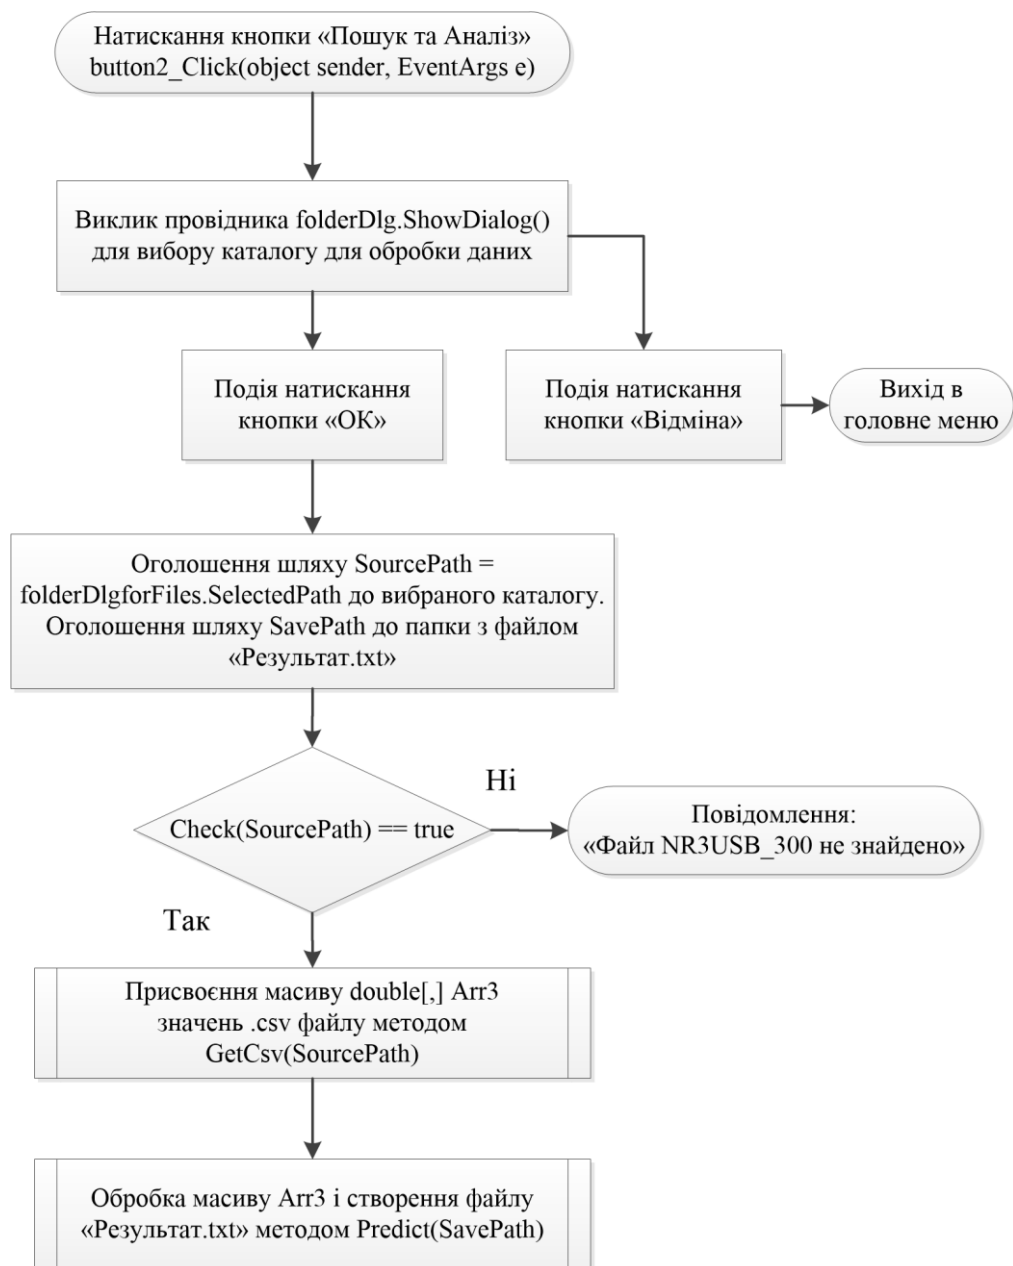 Натискання кнопки «Пошук та Аналіз»
button2_Click(object sender, EventArgs e)
Виклик провідника folderDlg.ShowDialog()
для вибору каталогу для обробки даних
Подія натискання
кнопки «ОК»
Подія натискання
кнопки «Відміна»
Вихід в
головне меню
Оголошення шляху SourcePath =
folderDlgforFiles.SelectedPath до вибраного каталогу.
Оголошення шляху SavePath до папки з файлом
«Результат.txt»
Check(SourcePath) == true
Ні
Повідомлення:
«Файл NR3USB_300 не знайдено»
Так
Присвоєння масиву double[,] Arr3
значень .csv файлу методом
GetCsv(SourcePath)
Обробка масиву Arr3 і створення файлу
«Результат.txt» методом Predict(SavePath)